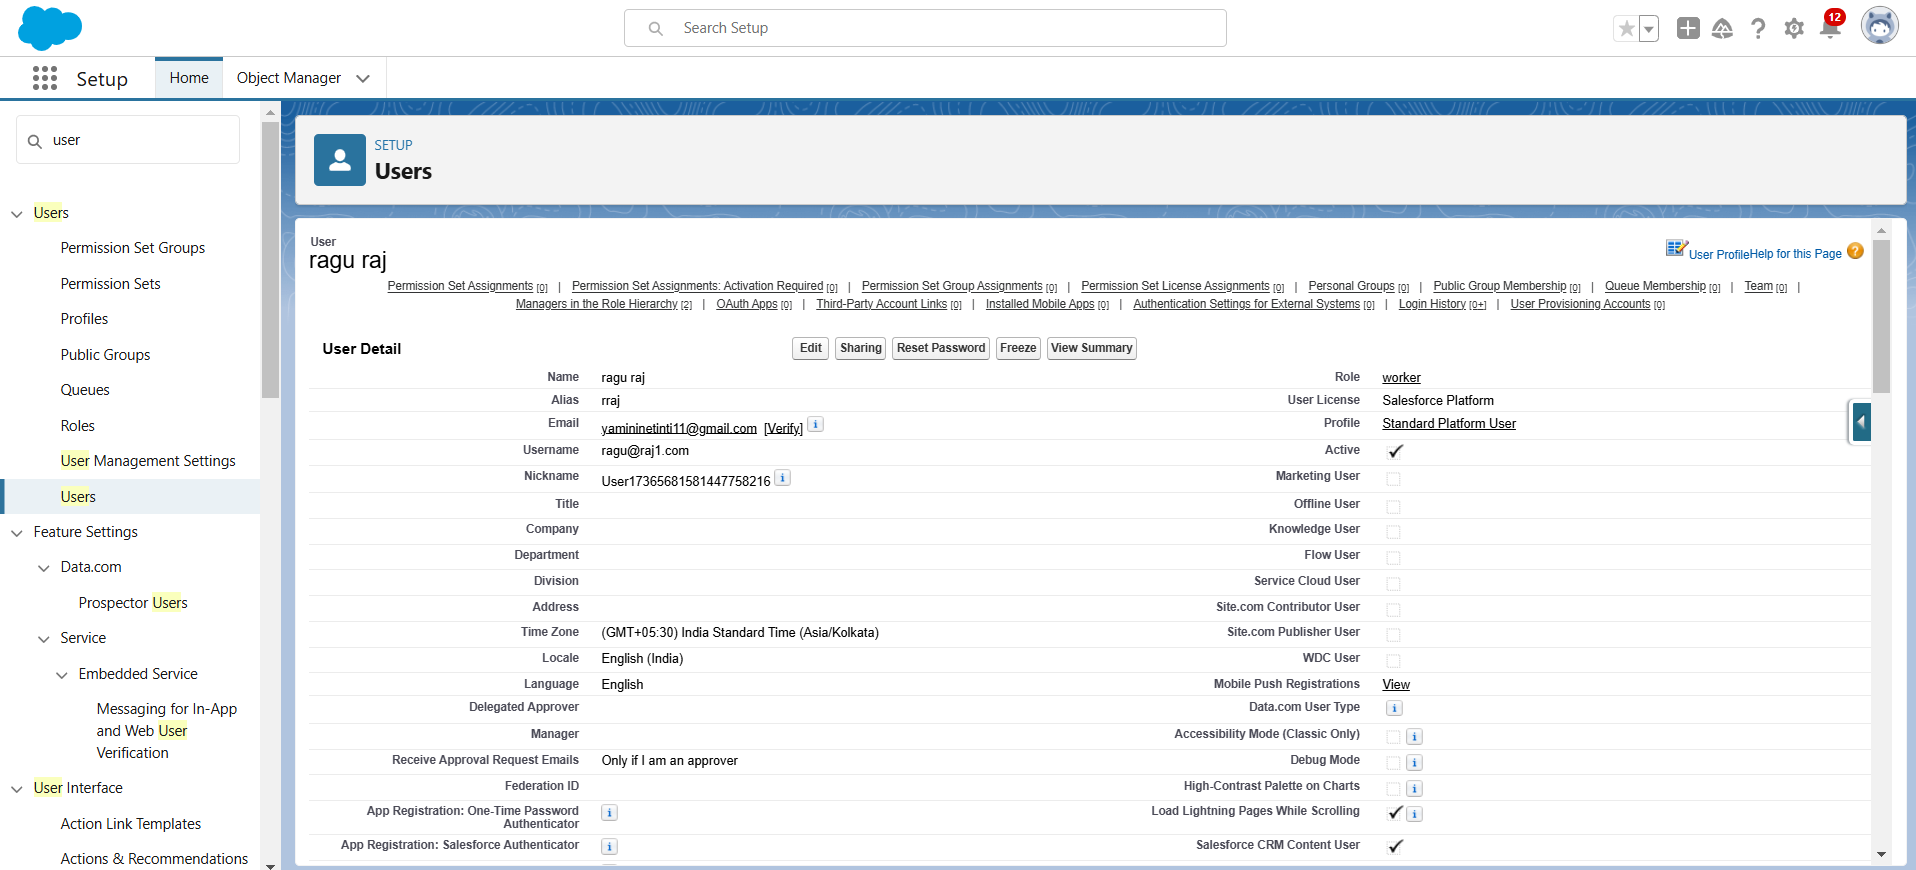 Search Setup
12
Setup
Home
Object Manager
user
Users
Permission Set Groups
Permission Sets
Profiles
Public Groups
Queues
Roles
User Management Settings
Users
Feature Settings
Data.com
Prospector Users
Service
Embedded Service
Messaging for In-App
and Web User
Verification
User Interface
Action Link Templates
Actions & Recommendations
SETUP
Users
User
ragu raj
User Profile Help for this Page ?
Permission Set Assignments [0] | Permission Set Assignments: Activation Required [0] | Permission Set Group Assignments [0] | Permission Set License Assignments [0] | Personal Groups [0] | Public Group Membership [0] | Queue Membership [0] | Team [0] |
Managers in the Role Hierarchy [2] | OAuth Apps [0] | Third-Party Account Links [0] | Installed Mobile Apps [0] | Authentication Settings for External Systems [0] | Login History [0+] | User Provisioning Accounts [0]
User Detail
Edit Sharing Reset Password Freeze View Summary
Name ragu raj Role worker
Alias rraj User License Salesforce Platform
Email yamininetinti11@gmail.com [Verify] i Profile Standard Platform User
Username ragu@raj1.com Active
Nickname User17365681581447758216 i Marketing User
Title Offline User
Company Knowledge User
Department Flow User
Division Service Cloud User
Address Site.com Contributor User
Time Zone (GMT+05:30) India Standard Time (Asia/Kolkata) Site.com Publisher User
Locale English (India) WDC User
Language English Mobile Push Registrations View
Delegated Approver Data.com User Type i
Manager Accessibility Mode (Classic Only) i
Receive Approval Request Emails Only if I am an approver Debug Mode i
Federation ID High-Contrast Palette on Charts i
App Registration: One-Time Password
Authenticator i Load Lightning Pages While Scrolling i
App Registration: Salesforce Authenticator i Salesforce CRM Content User